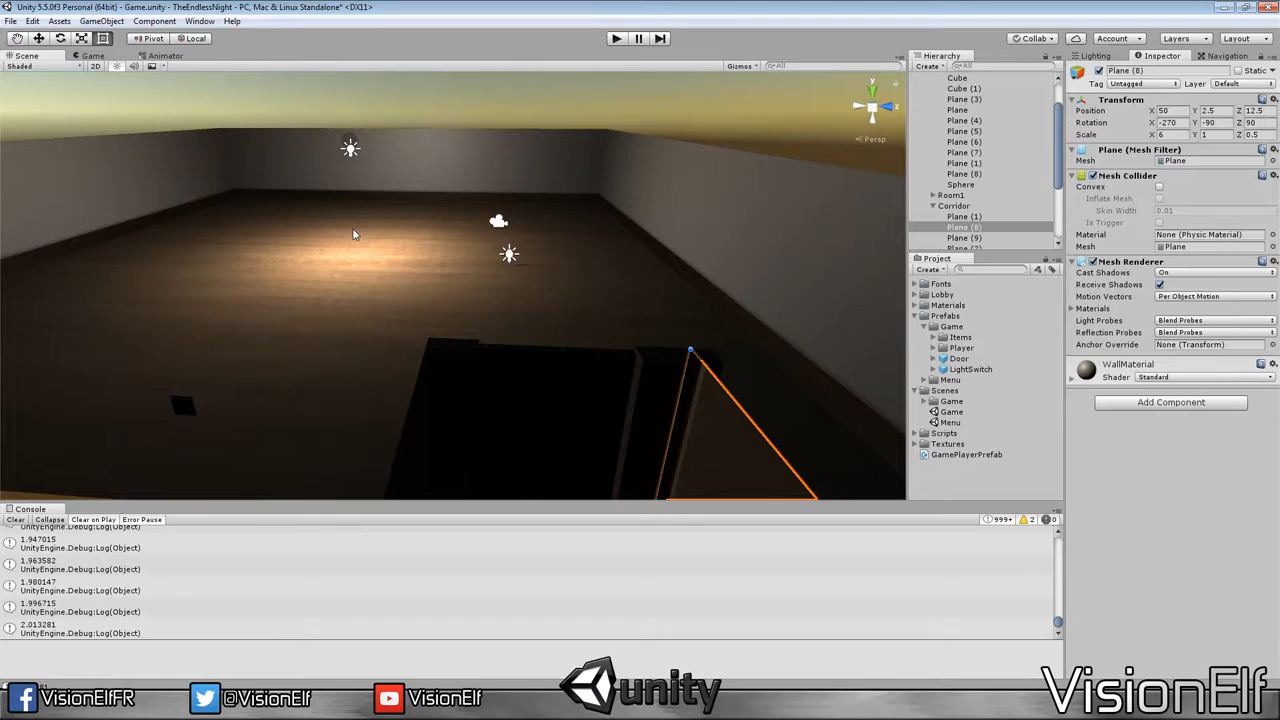 Unity 5.5.0f3 Personal (64bit) - Game.unity - TheEndlessNight - PC, Mac & Linux Standalone* <DX11>
File Edit Assets GameObject Component Window Help
Pivot Local Collab Account Layers Layout
Scene Game Animator
Shaded 2D Gizmos All
y z
Persp
Hierarchy
Create All
Cube
Cube (1)
Plane (3)
Plane
Plane (4)
Plane (5)
Plane (6)
Plane (7)
Plane (1)
Plane (8)
Sphere
Room1
Corridor
Plane (1)
Plane (8)
Plane (9)
Plane (2)
Project
Create
Fonts
Lobby
Materials
Prefabs
Game
Items
Player
Door
LightSwitch
Menu
Scenes
Game
Game
Menu
Scripts
Textures
GamePlayerPrefab
Lighting Inspector Navigation
Plane (8) Static
Tag Untagged Layer Default
Transform
Position X 50 Y 2.5 Z 12.5
Rotation X -270 Y -90 Z 90
Scale X 6 Y 1 Z 0.5
Plane (Mesh Filter)
Mesh Plane
Mesh Collider
Convex
Inflate Mesh
Skin Width 0.01
Is Trigger
Material None (Physic Material)
Mesh Plane
Mesh Renderer
Cast Shadows On
Receive Shadows
Motion Vectors Per Object Motion
Materials
Light Probes Blend Probes
Reflection Probes Blend Probes
Anchor Override None (Transform)
WallMaterial
Shader Standard
Add Component
Console
Clear Collapse Clear on Play Error Pause 999+ 2 0
UnityEngine.Debug:Log(Object)
1.947015
UnityEngine.Debug:Log(Object)
1.963582
UnityEngine.Debug:Log(Object)
1.980147
UnityEngine.Debug:Log(Object)
1.996715
UnityEngine.Debug:Log(Object)
2.013281
UnityEngine.Debug:Log(Object)
VisionElfFR @VisionElf VisionElf unity VisionElf